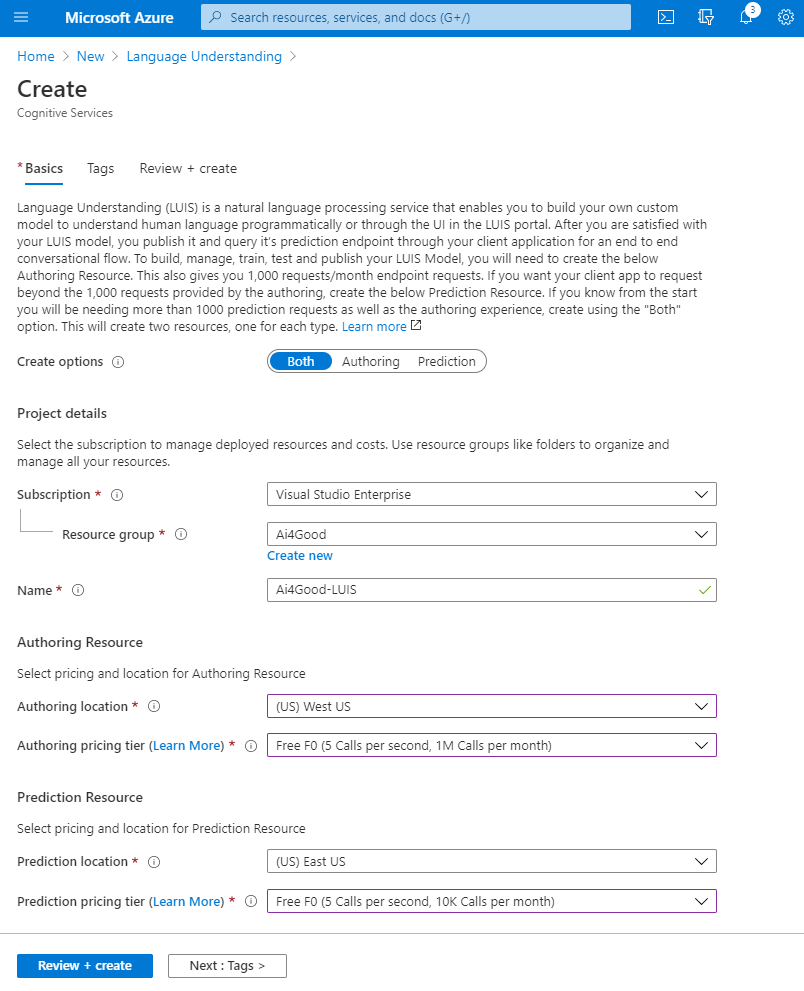 Microsoft Azure
Search resources, services, and docs (G+/)
3
Home > New > Language Understanding >
Create
Cognitive Services
* Basics Tags Review + create
Language Understanding (LUIS) is a natural language processing service that enables you to build your own custom
model to understand human language programmatically or through the UI in the LUIS portal. After you are satisfied with
your LUIS model, you publish it and query it's prediction endpoint through your client application for an end to end
conversational flow. To build, manage, train, test and publish your LUIS Model, you will need to create the below
Authoring Resource. This also gives you 1,000 requests/month endpoint requests. If you want your client app to request
beyond the 1,000 requests provided by the authoring, create the below Prediction Resource. If you know from the start
you will be needing more than 1000 prediction requests as well as the authoring experience, create using the "Both"
option. This will create two resources, one for each type. Learn more
Create options Both Authoring Prediction
Project details
Select the subscription to manage deployed resources and costs. Use resource groups like folders to organize and
manage all your resources.
Subscription * Visual Studio Enterprise
Resource group * Ai4Good
Create new
Name * Ai4Good-LUIS
Authoring Resource
Select pricing and location for Authoring Resource
Authoring location * (US) West US
Authoring pricing tier (Learn More) * Free F0 (5 Calls per second, 1M Calls per month)
Prediction Resource
Select pricing and location for Prediction Resource
Prediction location * (US) East US
Prediction pricing tier (Learn More) * Free F0 (5 Calls per second, 10K Calls per month)
Review + create Next : Tags >